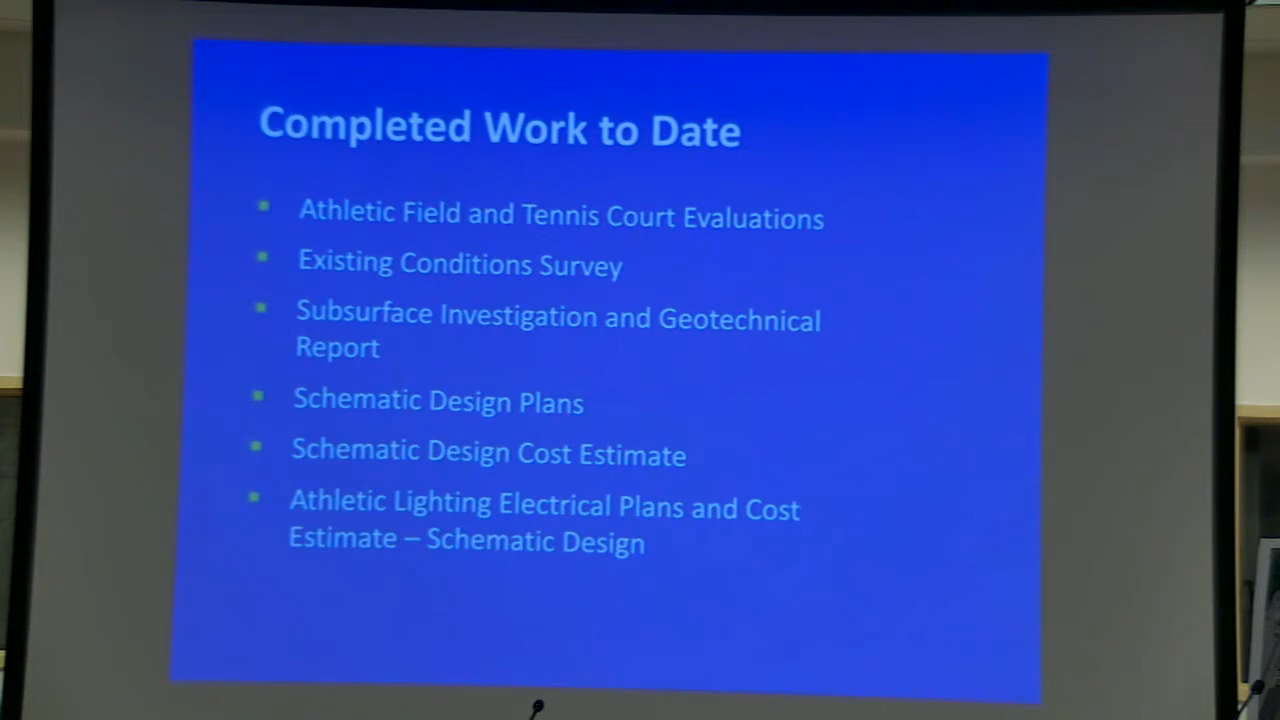 Completed Work to Date
Athletic Field and Tennis Court Evaluations
Existing Conditions Survey
Subsurface Investigation and Geotechnical
Report
Schematic Design Plans
Schematic Design Cost Estimate
Athletic Lighting Electrical Plans and Cost
Estimate – Schematic Design